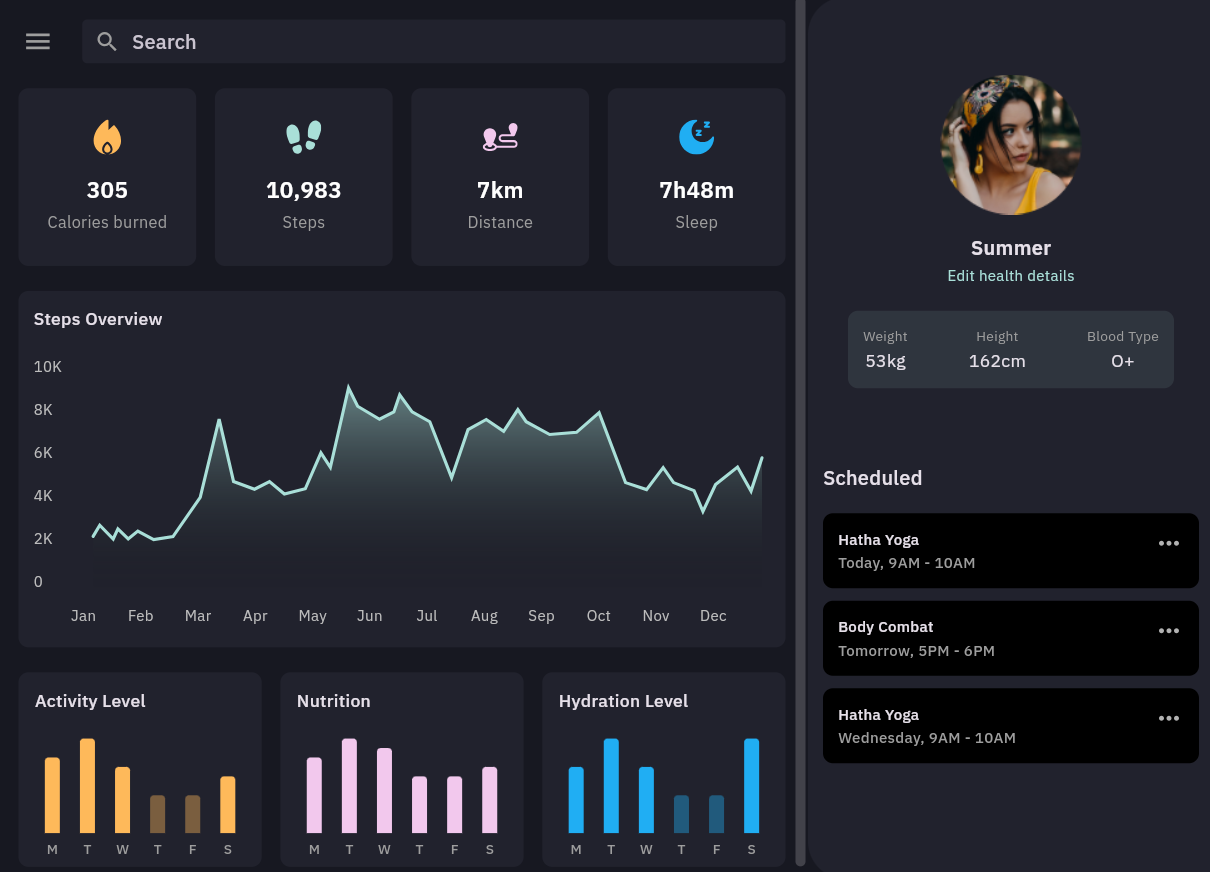 Search
305
Calories burned
10,983
Steps
7km
Distance
7h48m
Sleep
Steps Overview
10K
8K
6K
4K
2K
0
Jan Feb Mar Apr May Jun Jul Aug Sep Oct Nov Dec
Activity Level
M T W T F S
Nutrition
M T W T F S
Hydration Level
M T W T F S
Summer
Edit health details
Weight Height Blood Type
53kg 162cm O+
Scheduled
Hatha Yoga
Today, 9AM - 10AM
Body Combat
Tomorrow, 5PM - 6PM
Hatha Yoga
Wednesday, 9AM - 10AM